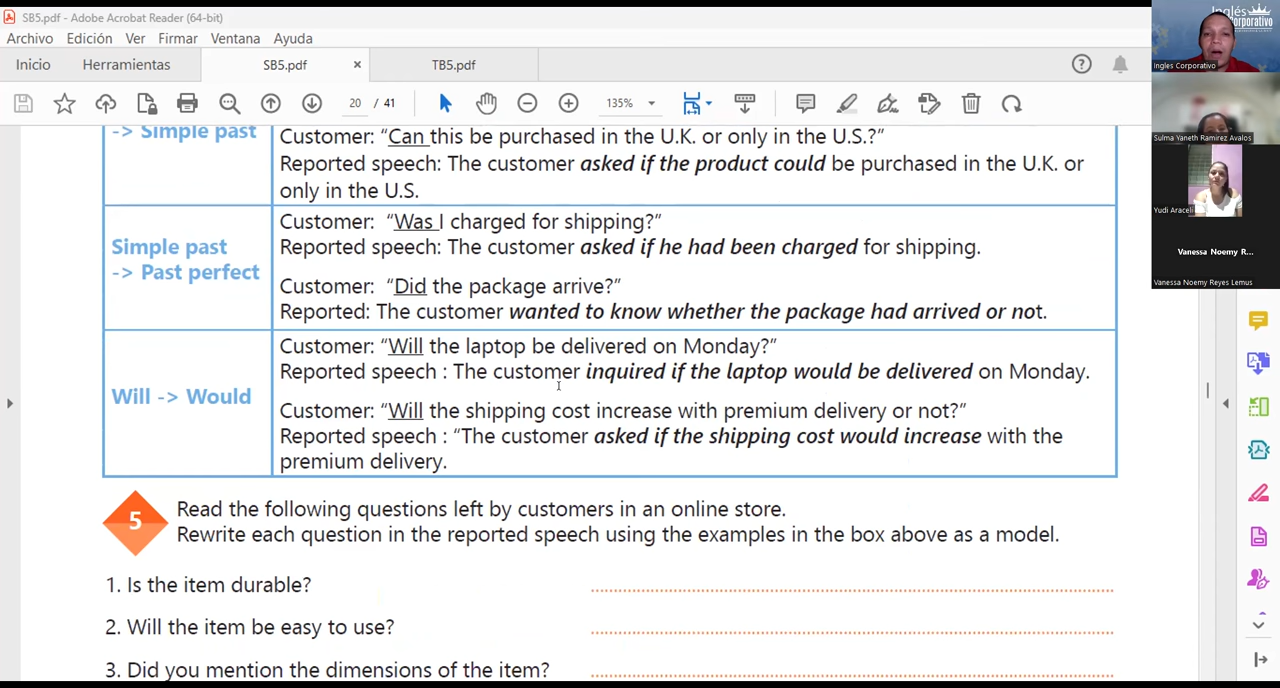 SB5.pdf - Adobe Acrobat Reader (64-bit)
Archivo Edición Ver Firmar Ventana Ayuda
Inicio Herramientas SB5.pdf × TB5.pdf
20 / 41 135%
-> Simple past
Customer: “Can this be purchased in the U.K. or only in the U.S.?”
Reported speech: The customer asked if the product could be purchased in the U.K. or
only in the U.S.
Simple past
-> Past perfect
Customer: “Was I charged for shipping?”
Reported speech: The customer asked if he had been charged for shipping.
Customer: “Did the package arrive?”
Reported: The customer wanted to know whether the package had arrived or not.
Will -> Would
Customer: “Will the laptop be delivered on Monday?”
Reported speech : The customer inquired if the laptop would be delivered on Monday.
Customer: “Will the shipping cost increase with premium delivery or not?”
Reported speech : “The customer asked if the shipping cost would increase with the
premium delivery.
5
Read the following questions left by customers in an online store.
Rewrite each question in the reported speech using the examples in the box above as a model.
1. Is the item durable?
2. Will the item be easy to use?
3. Did you mention the dimensions of the item?
Inglés
Corporativo
Ingles Corporativo
Sulma Yaneth Ramirez Avalos
Yudi Araceli
Vanessa Noemy R...
Vanessa Noemy Reyes Lemus